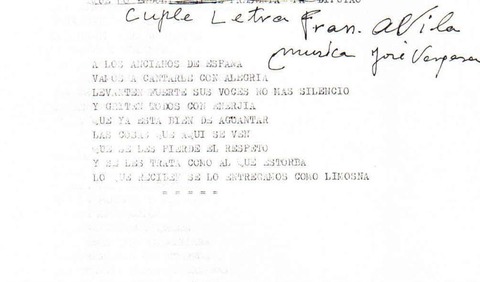 Cuple Letra Fran. AVila
musica José Vergara
A LOS ANCIANOS DE ESPAÑA
VAMOS A CANTARLE CON ALEGRIA
LEVANTEN FUERTE SUS VOCES NO MAS SILENCIO
Y GRITEN TODOS CON ENERJIA
QUE YA ESTA BIEN DE AGUANTAR
LAS COSAS QUE AQUI SE VEN
QUE SE LES PIERDE EL RESPETO
Y SE LES TRATA COMO AL QUE ESTORBA
LO QUE RECIBEN SE LO ENTREGAMOS COMO LIMOSNA
= = = = =